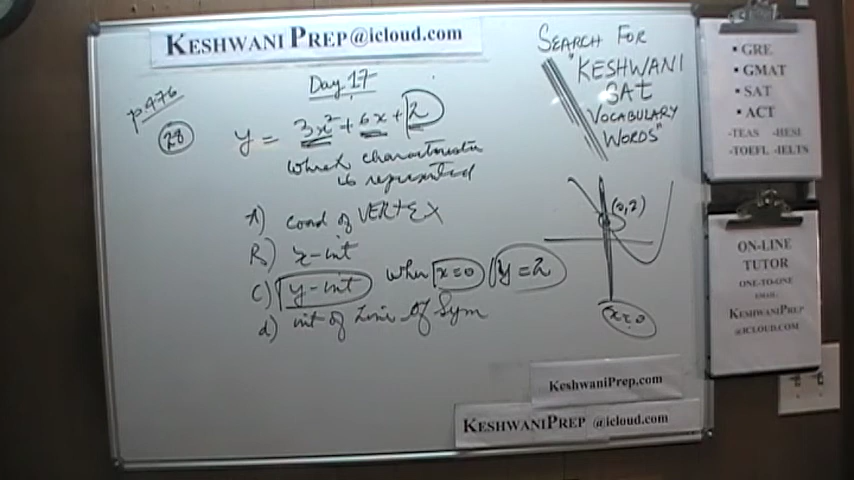 KESHWANI PREP@icloud.com
Day 17
p.476
28
y = 3x² + 6x + 2
which characteristic
is represented
A) coord of VERTEX
B) x-int
C) y-int when x=0 y=2
d) int of Line of Sym
SEARCH FOR
"KESHWANI
SAT
VOCABULARY
WORDS"
(0,2)
x=0
• GRE
• GMAT
• SAT
• ACT
-TEAS -HESI
-TOEFL -IELTS
ON-LINE
TUTOR
ONE-TO-ONE
EMAIL:
KESHWANIPREP
@ICLOUD.COM
KeshwaniPrep.com
KESHWANIPREP @icloud.com